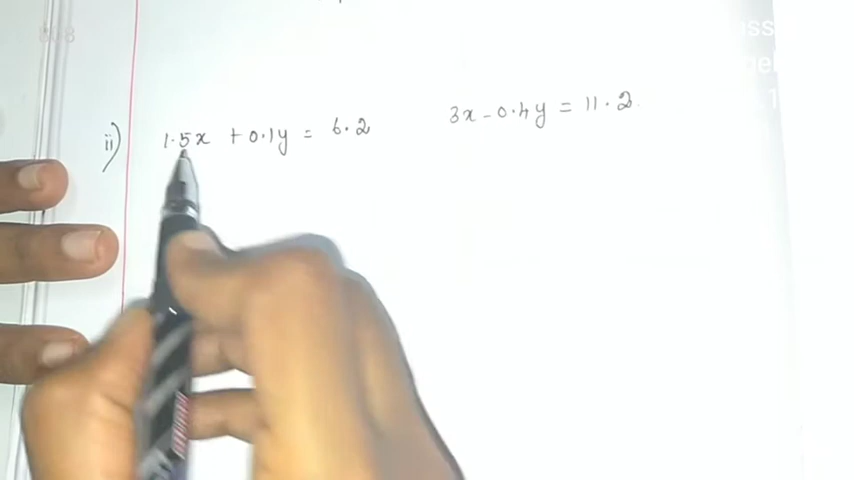 ii) 1.5x + 0.1y = 6.2 3x - 0.4y = 11.2